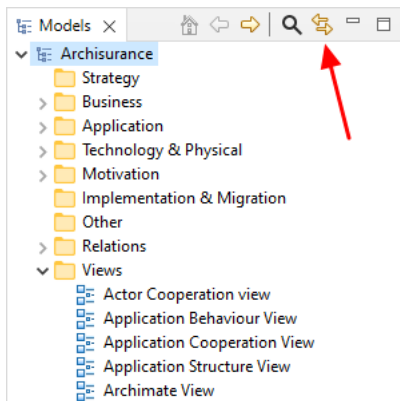 Models
Archisurance
Strategy
Business
Application
Technology & Physical
Motivation
Implementation & Migration
Other
Relations
Views
Actor Cooperation view
Application Behaviour View
Application Cooperation View
Application Structure View
Archimate View